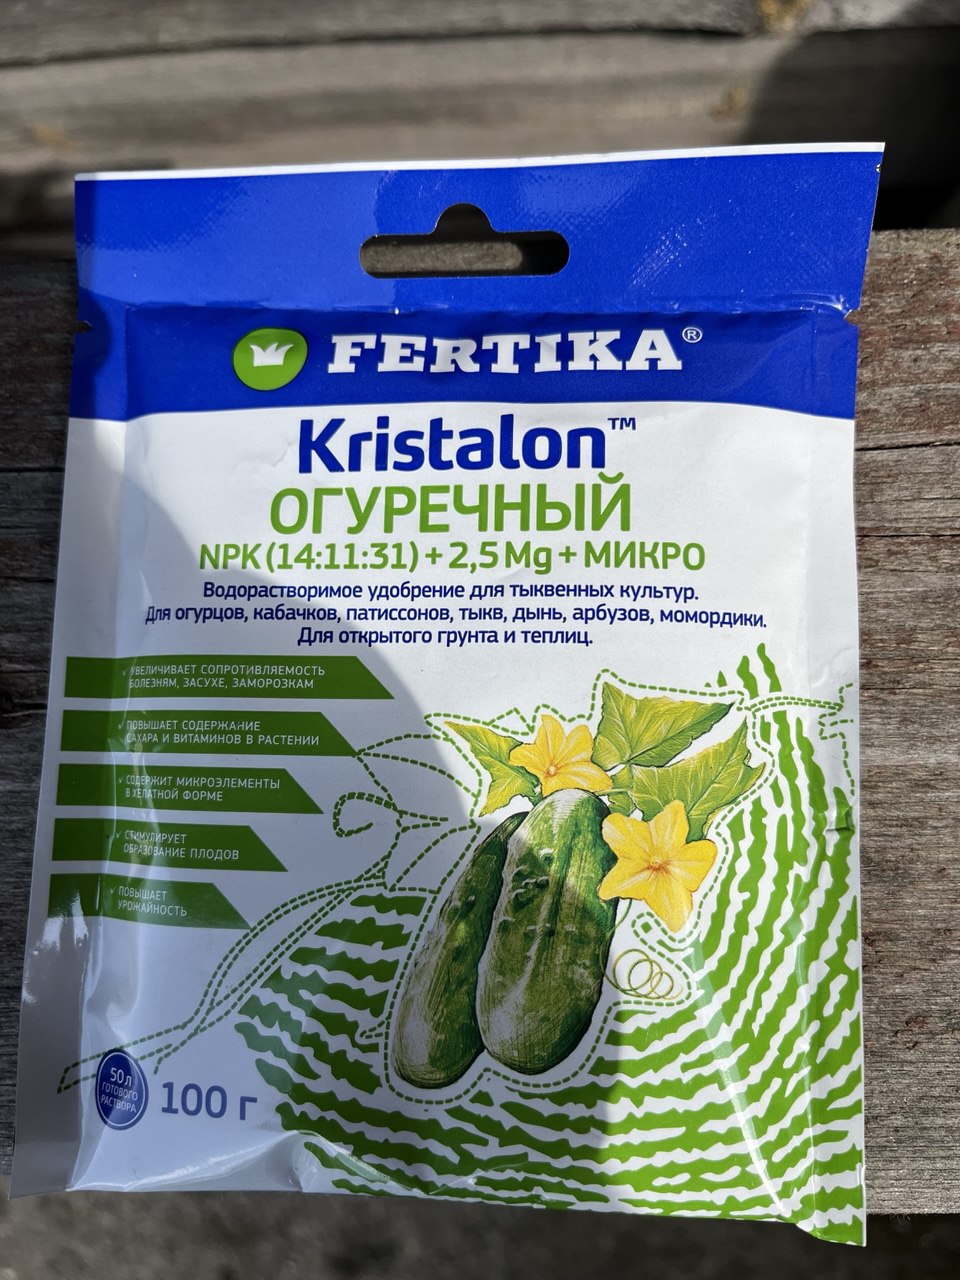 FERTIKA®
Kristalon™
ОГУРЕЧНЫЙ
NPK (14:11:31) + 2,5 Mg + МИКРО
Водорастворимое удобрение для тыквенных культур.
Для огурцов, кабачков, патиссонов, тыкв, дынь, арбузов, момордики.
Для открытого грунта и теплиц.
✓ УВЕЛИЧИВАЕТ СОПРОТИВЛЯЕМОСТЬ
БОЛЕЗНЯМ, ЗАСУХЕ, ЗАМОРОЗКАМ
✓ ПОВЫШАЕТ СОДЕРЖАНИЕ
САХАРА И ВИТАМИНОВ В РАСТЕНИИ
✓ СОДЕРЖИТ МИКРОЭЛЕМЕНТЫ
В ХЕЛАТНОЙ ФОРМЕ
✓ СТИМУЛИРУЕТ
ОБРАЗОВАНИЕ ПЛОДОВ
✓ ПОВЫШАЕТ
УРОЖАЙНОСТЬ
50 л
ГОТОВОГО
РАСТВОРА
100 г